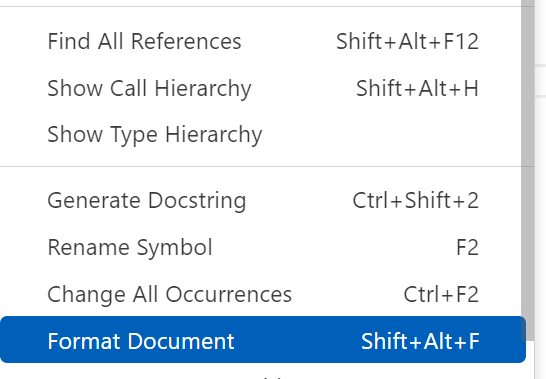 Find All References Shift+Alt+F12
Show Call Hierarchy Shift+Alt+H
Show Type Hierarchy
Generate Docstring Ctrl+Shift+2
Rename Symbol F2
Change All Occurrences Ctrl+F2
Format Document Shift+Alt+F